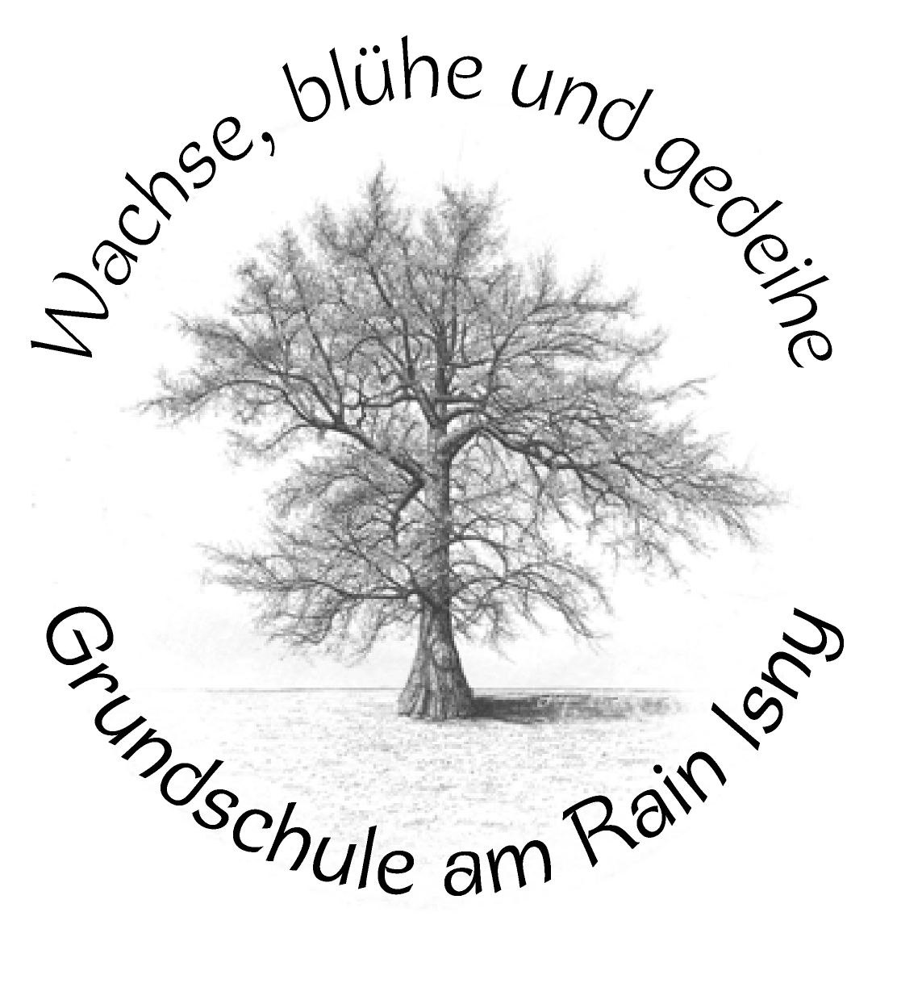 Wachse, blühe und gedeihe
Grundschule am Rain Isny